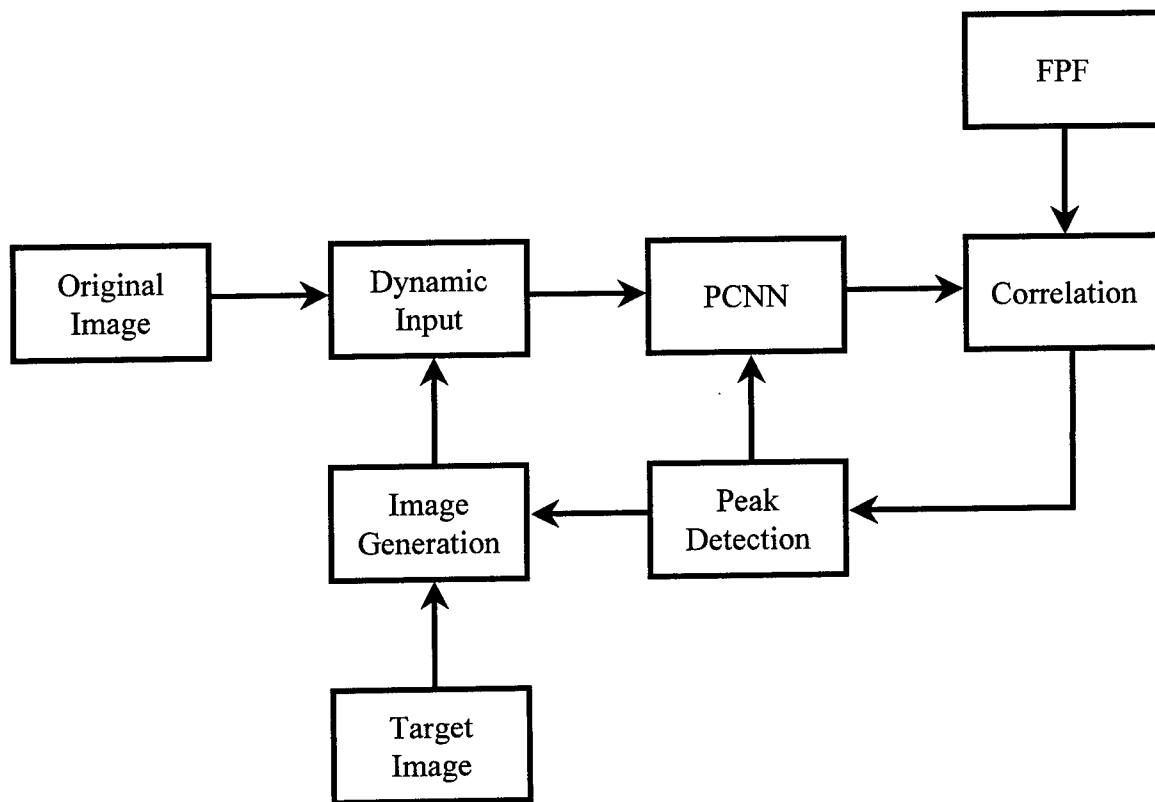 FPF
Original
Image
Dynamic
Input
PCNN
Correlation
Image
Generation
Peak
Detection
Target
Image